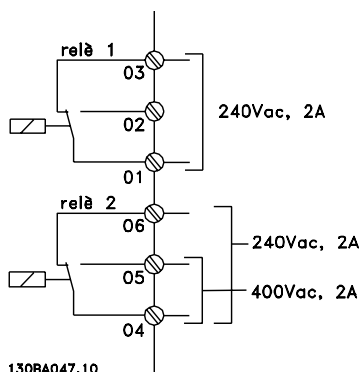 relè 1
03
02
01
240Vac, 2A
relè 2
06
05
04
240Vac, 2A
400Vac, 2A
130BA047.10